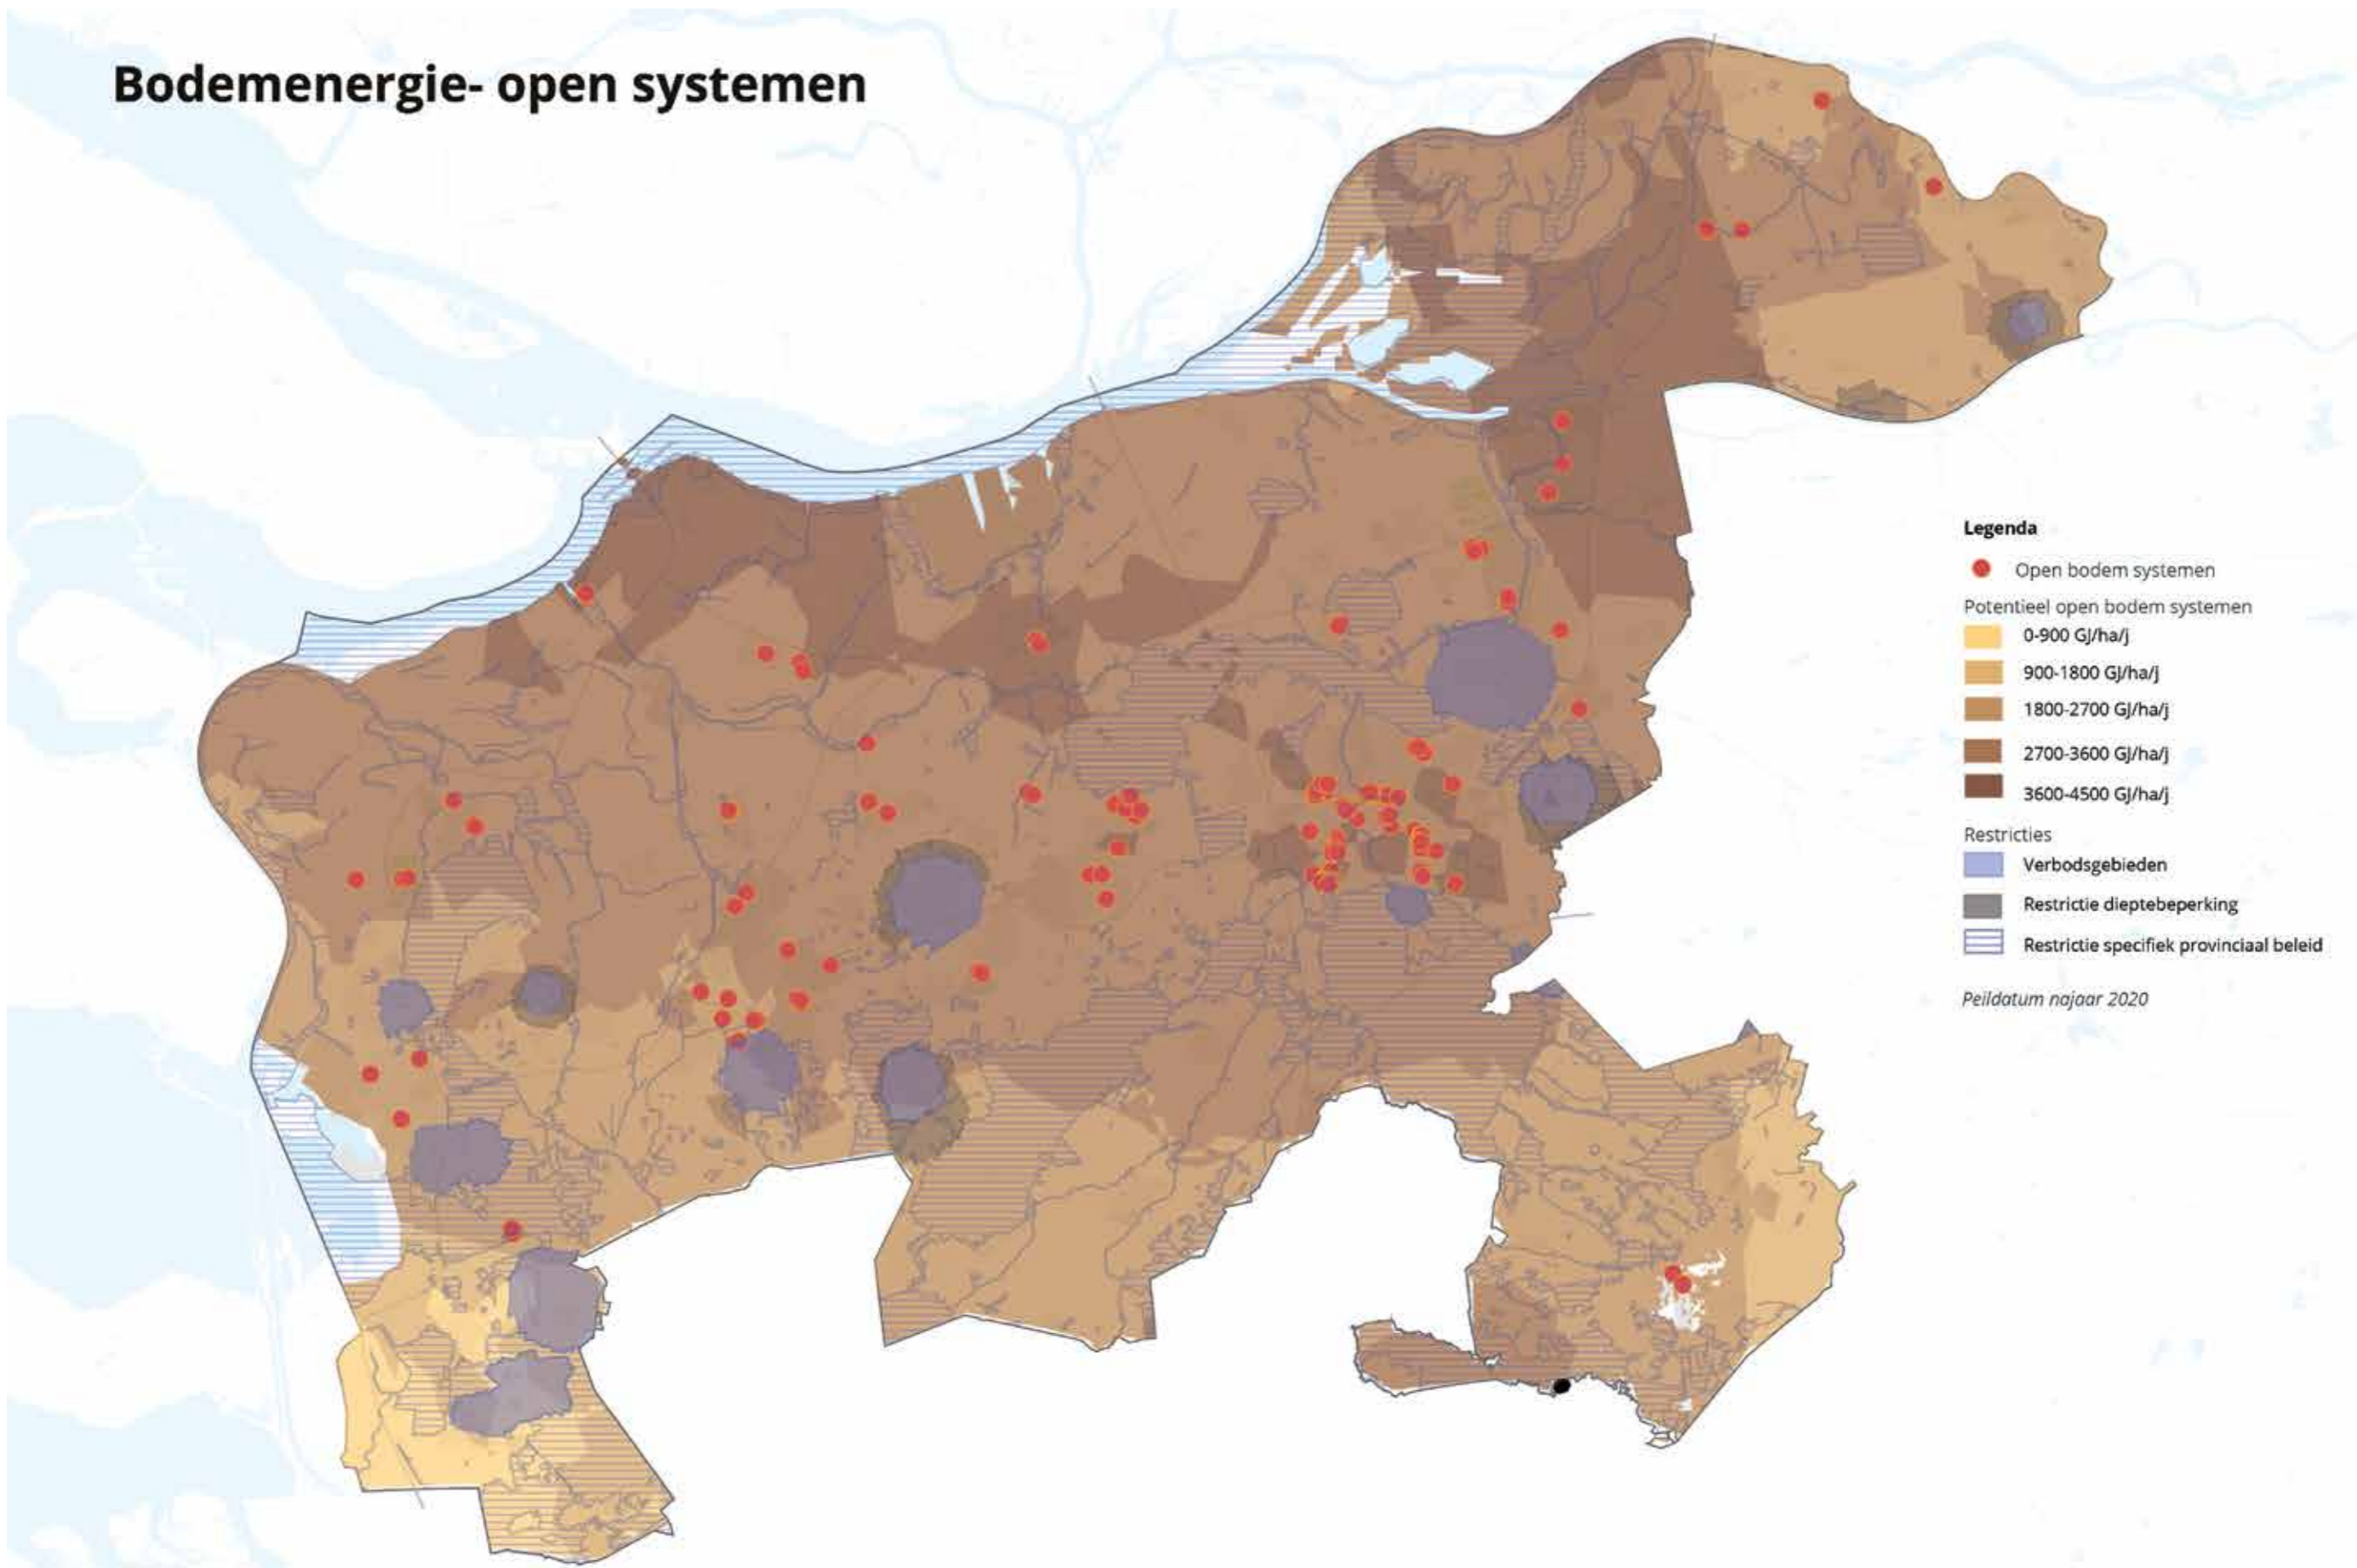 Bodemenergie- open systemen
Legenda
Open bodem systemen
Potentieel open bodem systemen
0-900 GJ/ha/j
900-1800 GJ/ha/j
1800-2700 GJ/ha/j
2700-3600 GJ/ha/j
3600-4500 GJ/ha/j
Restricties
Verbodsgebieden
Restrictie dieptebeperking
Restrictie specifiek provinciaal beleid
Peildatum najaar 2020